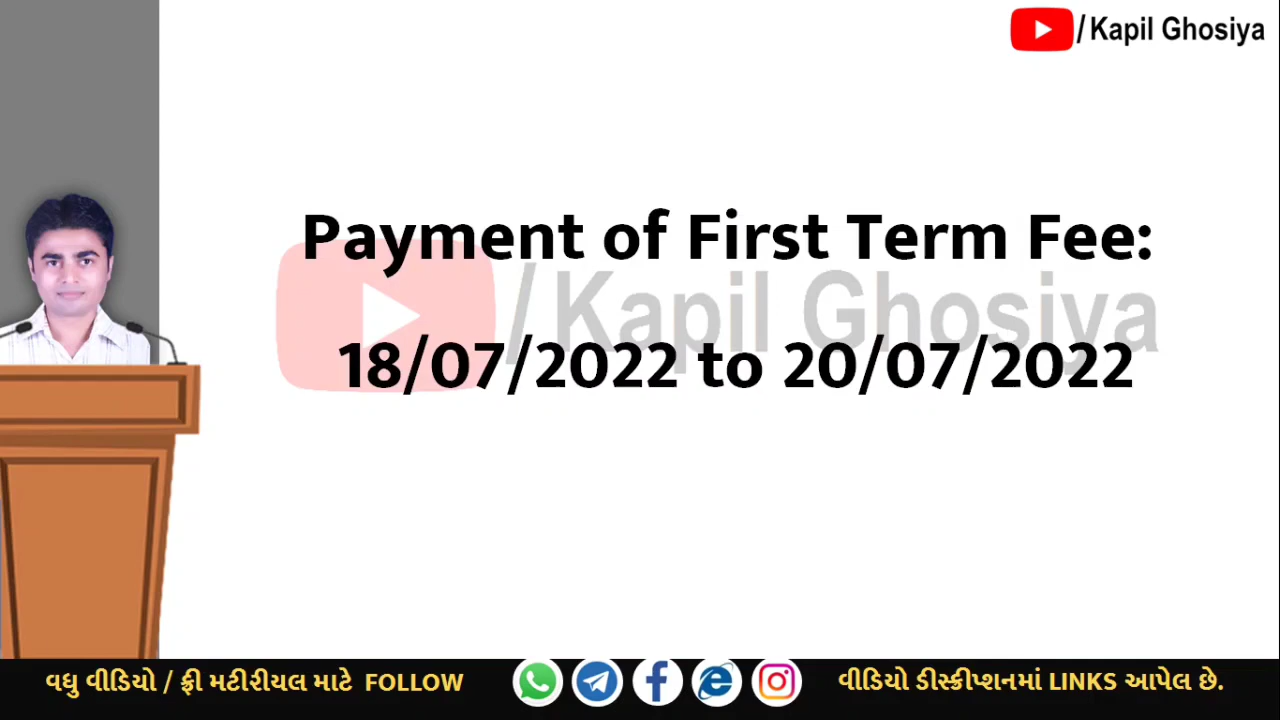 /Kapil Ghosiya
Payment of First Term Fee:
/Kapil Ghosiya
18/07/2022 to 20/07/2022
વધુ વીડિયો / ફ્રી મટીરીયલ માટે FOLLOW
વીડિયો ડીસ્ક્રીપ્શનમાં LINKS આપેલ છે.